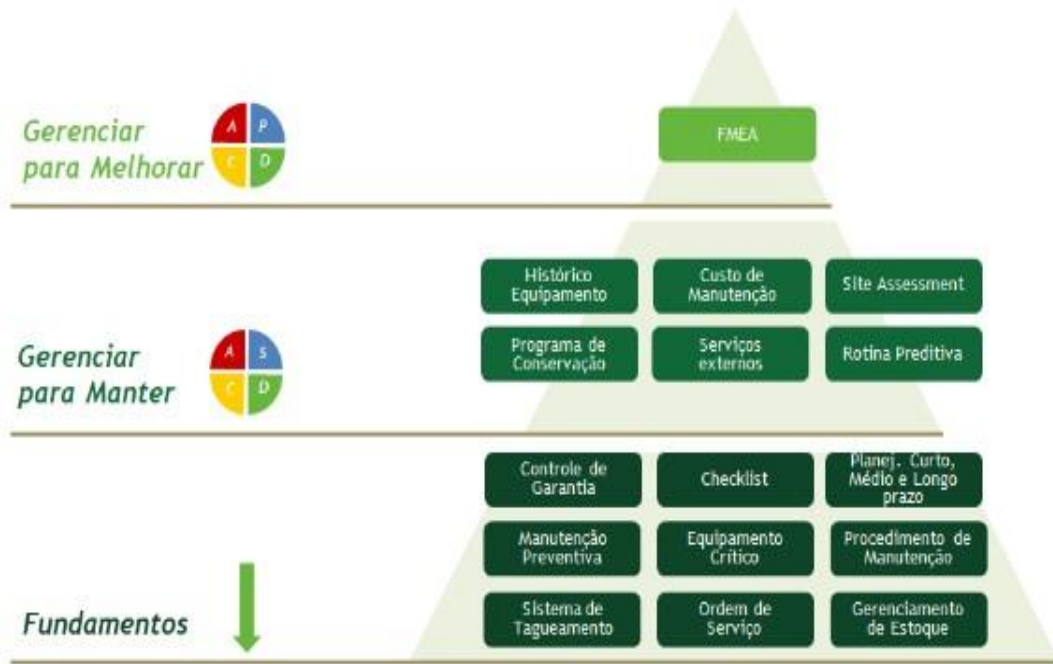 Gerenciar
para Melhorar
A P
C D
FMEA
Histórico
Equipamento
Custo de
Manutenção
Site Assessment
Gerenciar
para Manter
A S
C D
Programa de
Conservação
Serviços
externos
Rotina Preditiva
Controle de
Garantia
Checklist
Planej. Curto,
Médio e Longo
prazo
Manutenção
Preventiva
Equipamento
Crítico
Procedimento de
Manutenção
Fundamentos
Sistema de
Tagueamento
Ordem de
Serviço
Gerenciamento
de Estoque